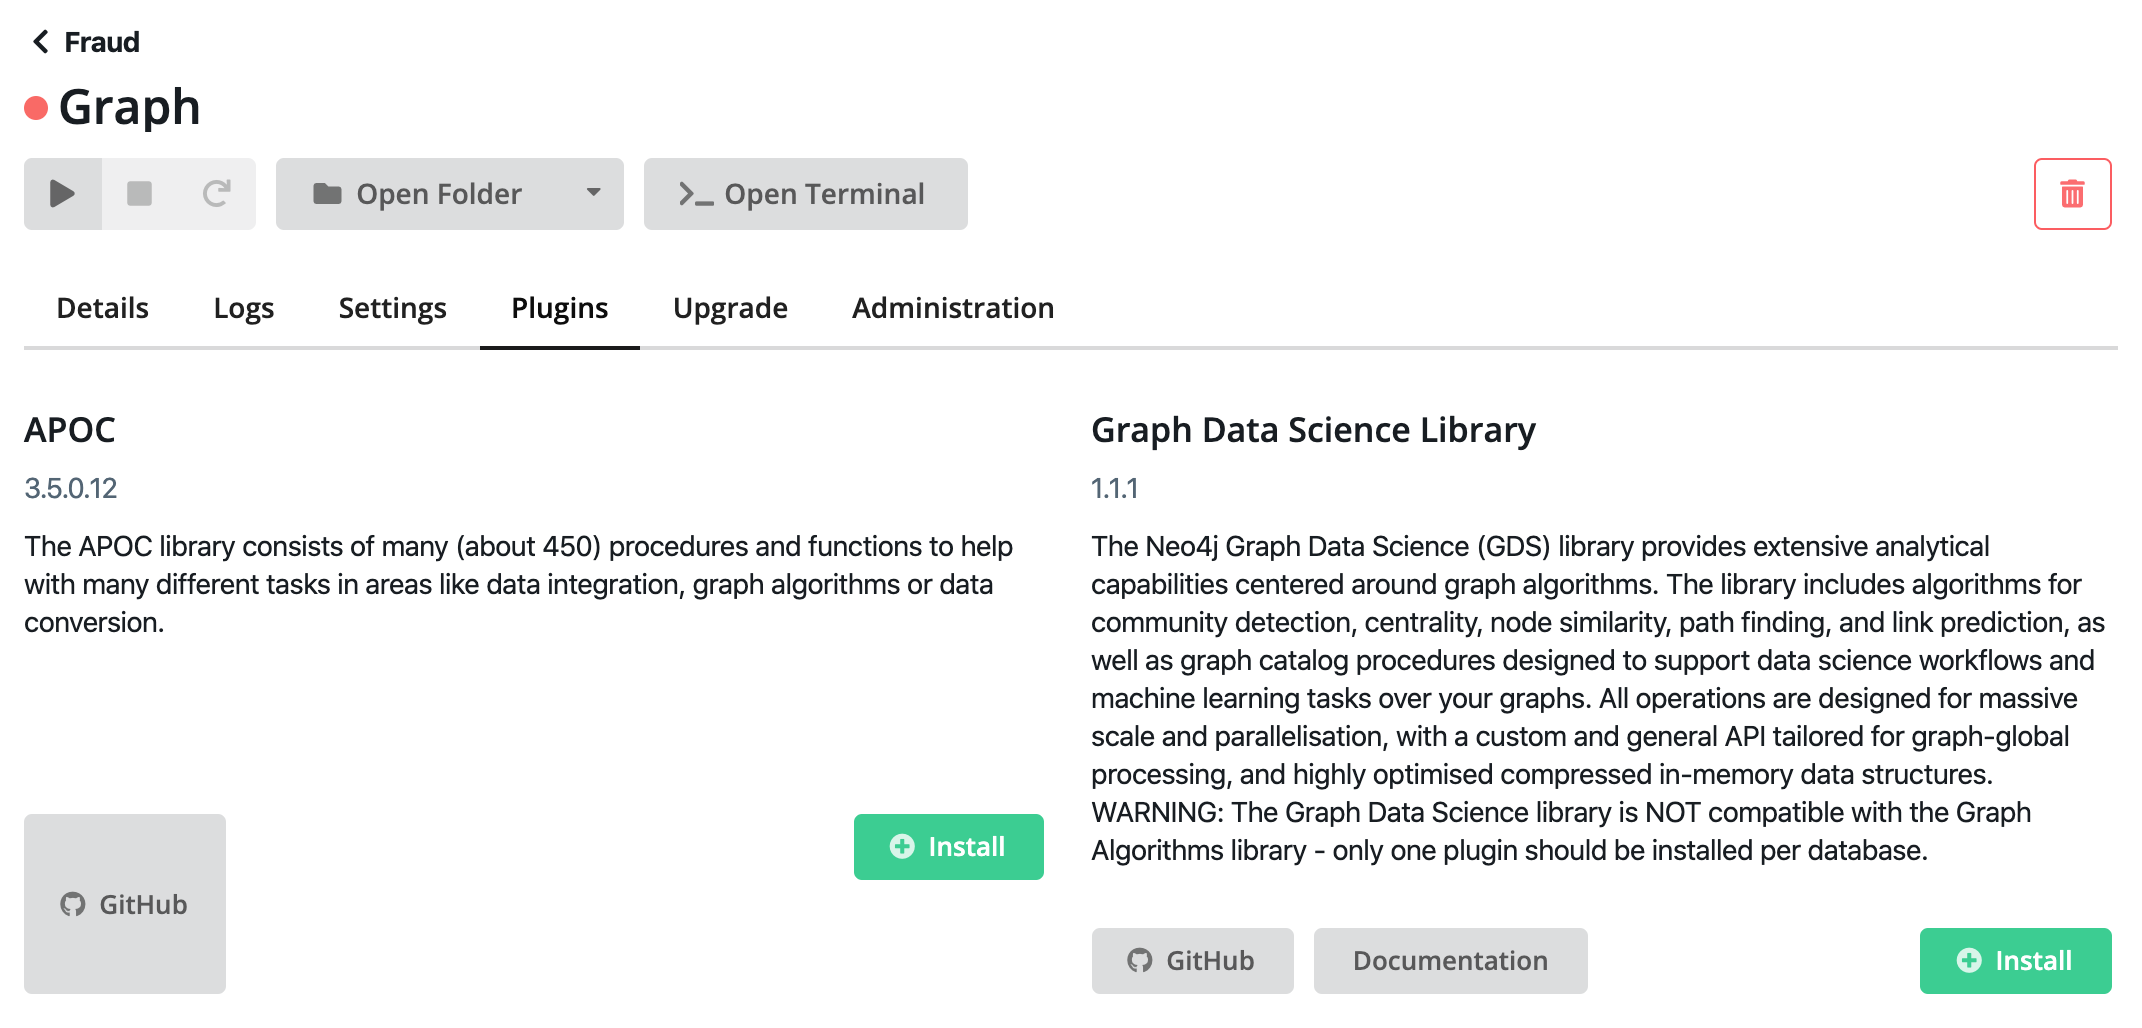 Fraud
Graph
Open Folder
Open Terminal
Details Logs Settings Plugins Upgrade Administration
APOC
3.5.0.12
The APOC library consists of many (about 450) procedures and functions to help
with many different tasks in areas like data integration, graph algorithms or data
conversion.
GitHub
Install
Graph Data Science Library
1.1.1
The Neo4j Graph Data Science (GDS) library provides extensive analytical
capabilities centered around graph algorithms. The library includes algorithms for
community detection, centrality, node similarity, path finding, and link prediction, as
well as graph catalog procedures designed to support data science workflows and
machine learning tasks over your graphs. All operations are designed for massive
scale and parallelisation, with a custom and general API tailored for graph-global
processing, and highly optimised compressed in-memory data structures.
WARNING: The Graph Data Science library is NOT compatible with the Graph
Algorithms library - only one plugin should be installed per database.
GitHub
Documentation
Install